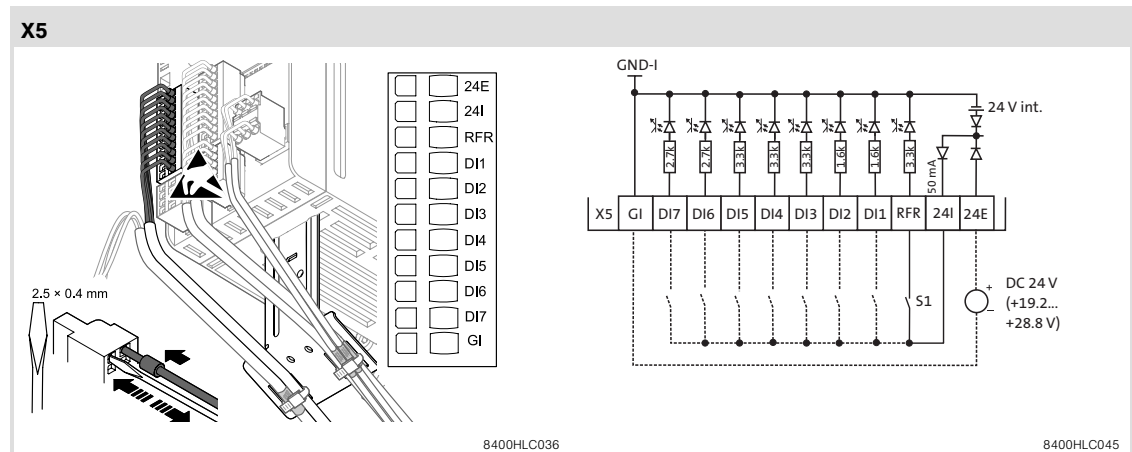 X5
24E
24I
RFR
DI1
DI2
DI3
DI4
DI5
DI6
DI7
GI
2.5 × 0.4 mm
8400HLC036
GND-I
24 V int.
2.7k
2.7k
3.3k
3.3k
3.3k
1.6k
1.6k
3.3k
50 mA
X5 GI DI7 DI6 DI5 DI4 DI3 DI2 DI1 RFR 24I 24E
S1
+
DC 24 V
(+19.2...
+28.8 V)
–
8400HLC045